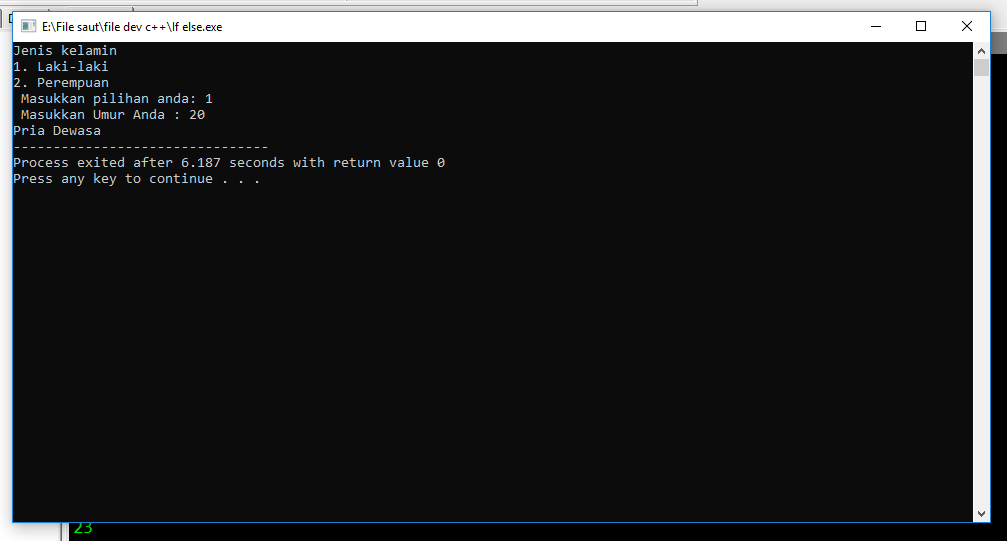 E:\File saut\file dev c++\If else.exe
Jenis kelamin
1. Laki-laki
2. Perempuan
 Masukkan pilihan anda: 1
 Masukkan Umur Anda : 20
Pria Dewasa
--------------------------------
Process exited after 6.187 seconds with return value 0
Press any key to continue . . .
23